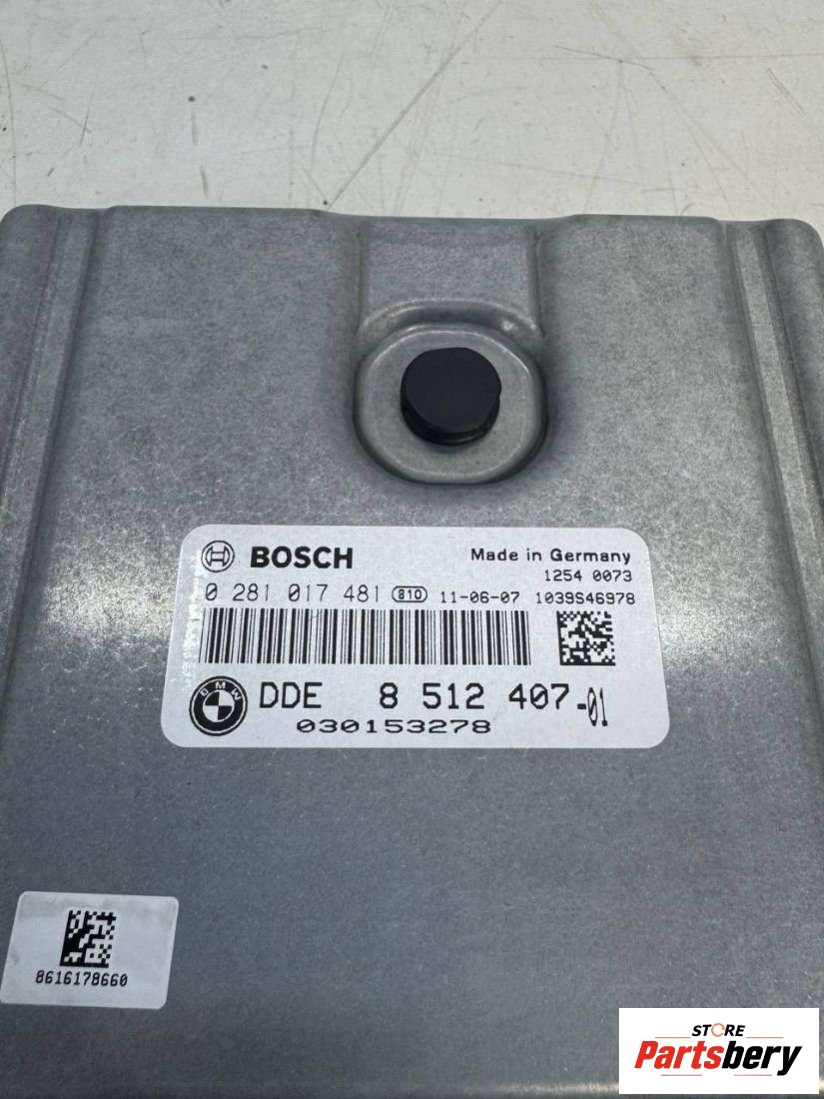 BOSCH Made in Germany
1254 0073
0 281 017 481 810 11-06-07 1039S46978
BMW DDE 8 512 407-01
030153278
8616178660
STORE
Partsbery